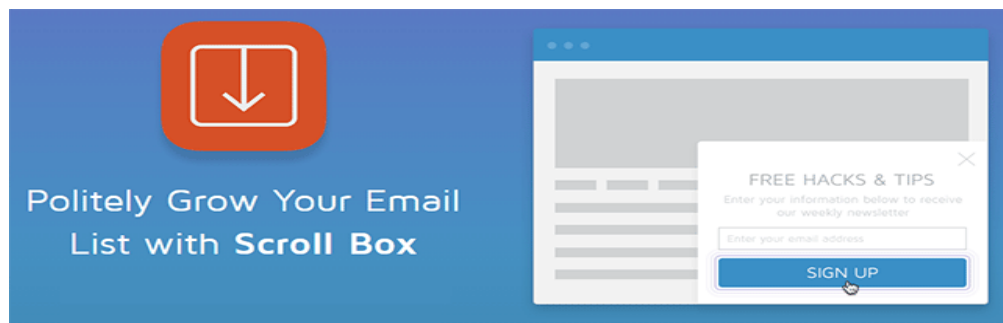 Politely Grow Your Email
List with Scroll Box
FREE HACKS & TIPS
Enter your information below to receive
our weekly newsletter
Enter your email address
SIGN UP